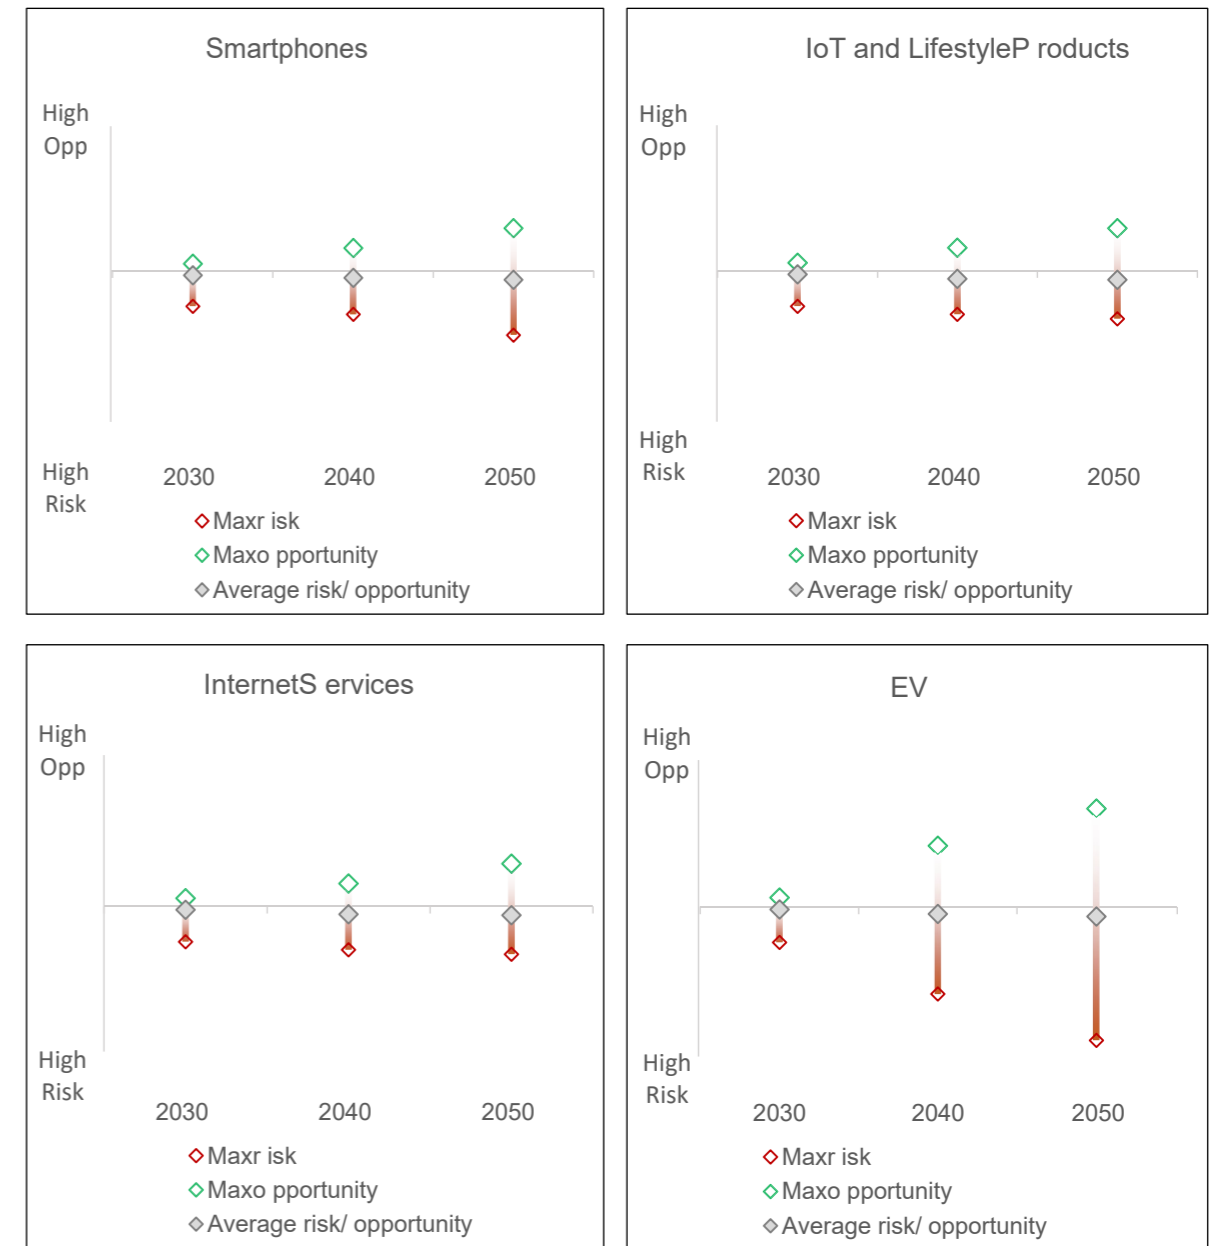 Smartphones
High
Opp
High
Risk
2030 2040 2050
Maxr isk
Maxo pportunity
Average risk/ opportunity
IoT and LifestyleP roducts
High
Opp
High
Risk
2030 2040 2050
Maxr isk
Maxo pportunity
Average risk/ opportunity
InternetS ervices
High
Opp
High
Risk
2030 2040 2050
Maxr isk
Maxo pportunity
Average risk/ opportunity
EV
High
Opp
High
Risk
2030 2040 2050
Maxr isk
Maxo pportunity
Average risk/ opportunity